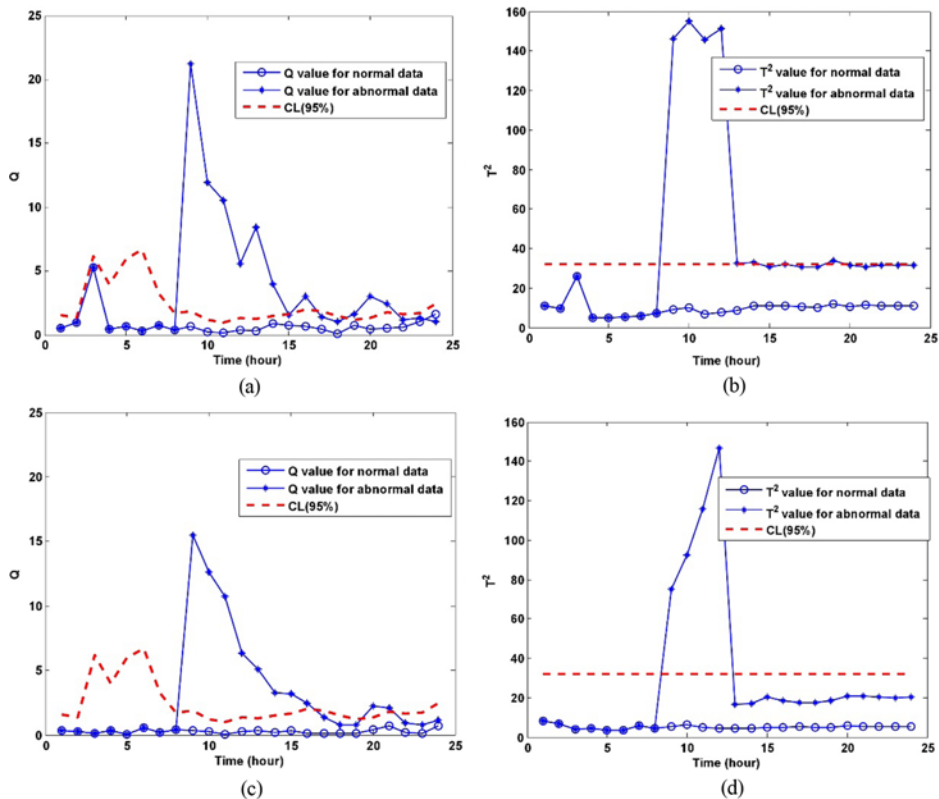 25
20
15
10
5
0
Q
Q value for normal data
Q value for abnormal data
CL(95%)
0 5 10 15 20 25
Time (hour)
(a)
160
140
120
100
80
60
40
20
0
T²
T² value for normal data
T² value for abnormal data
CL(95%)
0 5 10 15 20 25
Time (hour)
(b)
25
20
15
10
5
0
Q
Q value for normal data
Q value for abnormal data
CL(95%)
0 5 10 15 20 25
Time (hour)
(c)
160
140
120
100
80
60
40
20
0
T²
T² value for normal data
T² value for abnormal data
CL(95%)
0 5 10 15 20 25
Time (hour)
(d)